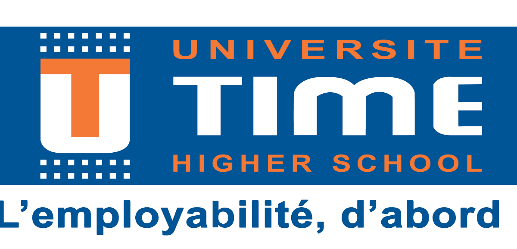 UNIVERSITE
TIME
HIGHER SCHOOL
L'employabilité, d'abord